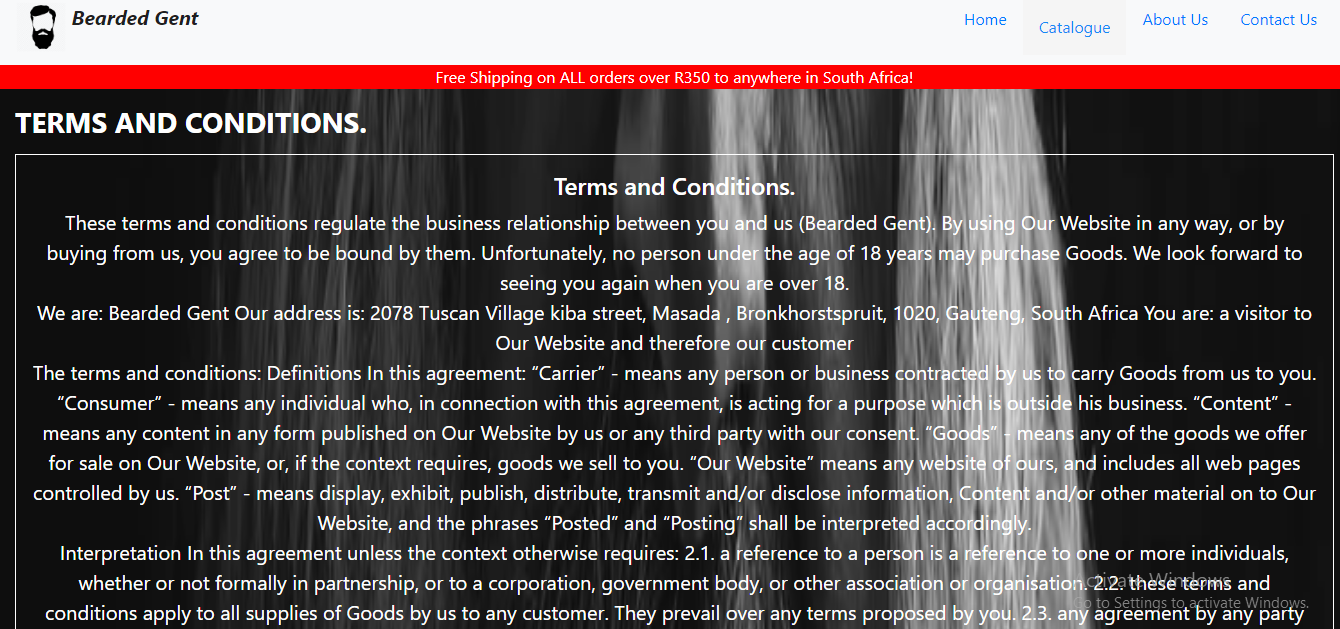 Bearded Gent
Home
Catalogue
About Us
Contact Us
Free Shipping on ALL orders over R350 to anywhere in South Africa!
TERMS AND CONDITIONS.
Terms and Conditions.
These terms and conditions regulate the business relationship between you and us (Bearded Gent). By using Our Website in any way, or by
buying from us, you agree to be bound by them. Unfortunately, no person under the age of 18 years may purchase Goods. We look forward to
seeing you again when you are over 18.
We are: Bearded Gent Our address is: 2078 Tuscan Village kiba street, Masada , Bronkhorstspruit, 1020, Gauteng, South Africa You are: a visitor to
Our Website and therefore our customer
The terms and conditions: Definitions In this agreement: “Carrier” - means any person or business contracted by us to carry Goods from us to you.
“Consumer” - means any individual who, in connection with this agreement, is acting for a purpose which is outside his business. “Content” -
means any content in any form published on Our Website by us or any third party with our consent. “Goods” - means any of the goods we offer
for sale on Our Website, or, if the context requires, goods we sell to you. “Our Website” means any website of ours, and includes all web pages
controlled by us. “Post” - means display, exhibit, publish, distribute, transmit and/or disclose information, Content and/or other material on to Our
Website, and the phrases “Posted” and “Posting” shall be interpreted accordingly.
Interpretation In this agreement unless the context otherwise requires: 2.1. a reference to a person is a reference to one or more individuals,
whether or not formally in partnership, or to a corporation, government body, or other association or organisation. 2.2. these terms and
conditions apply to all supplies of Goods by us to any customer. They prevail over any terms proposed by you. 2.3. any agreement by any party
Activate Windows
Go to Settings to activate Windows.